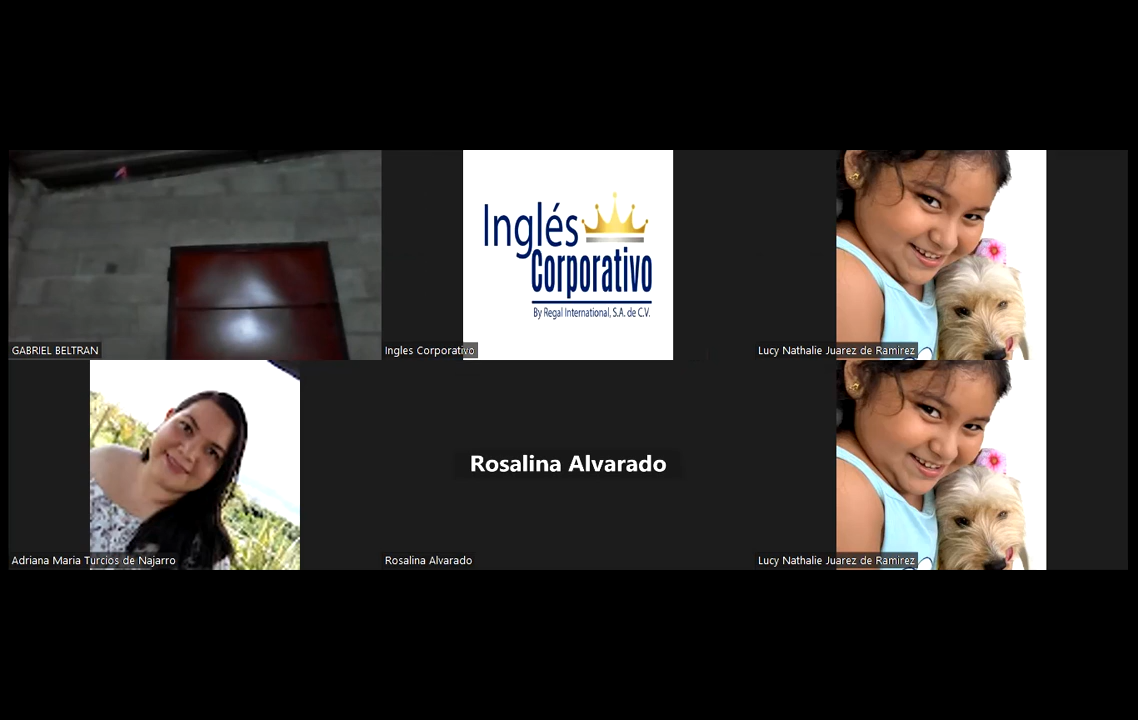 Inglés
Corporativo
By Regal International, S.A. de C.V.
GABRIEL BELTRAN
Ingles Corporativo
Lucy Nathalie Juarez de Ramirez
Rosalina Alvarado
Adriana Maria Turcios de Najarro
Rosalina Alvarado
Lucy Nathalie Juarez de Ramirez